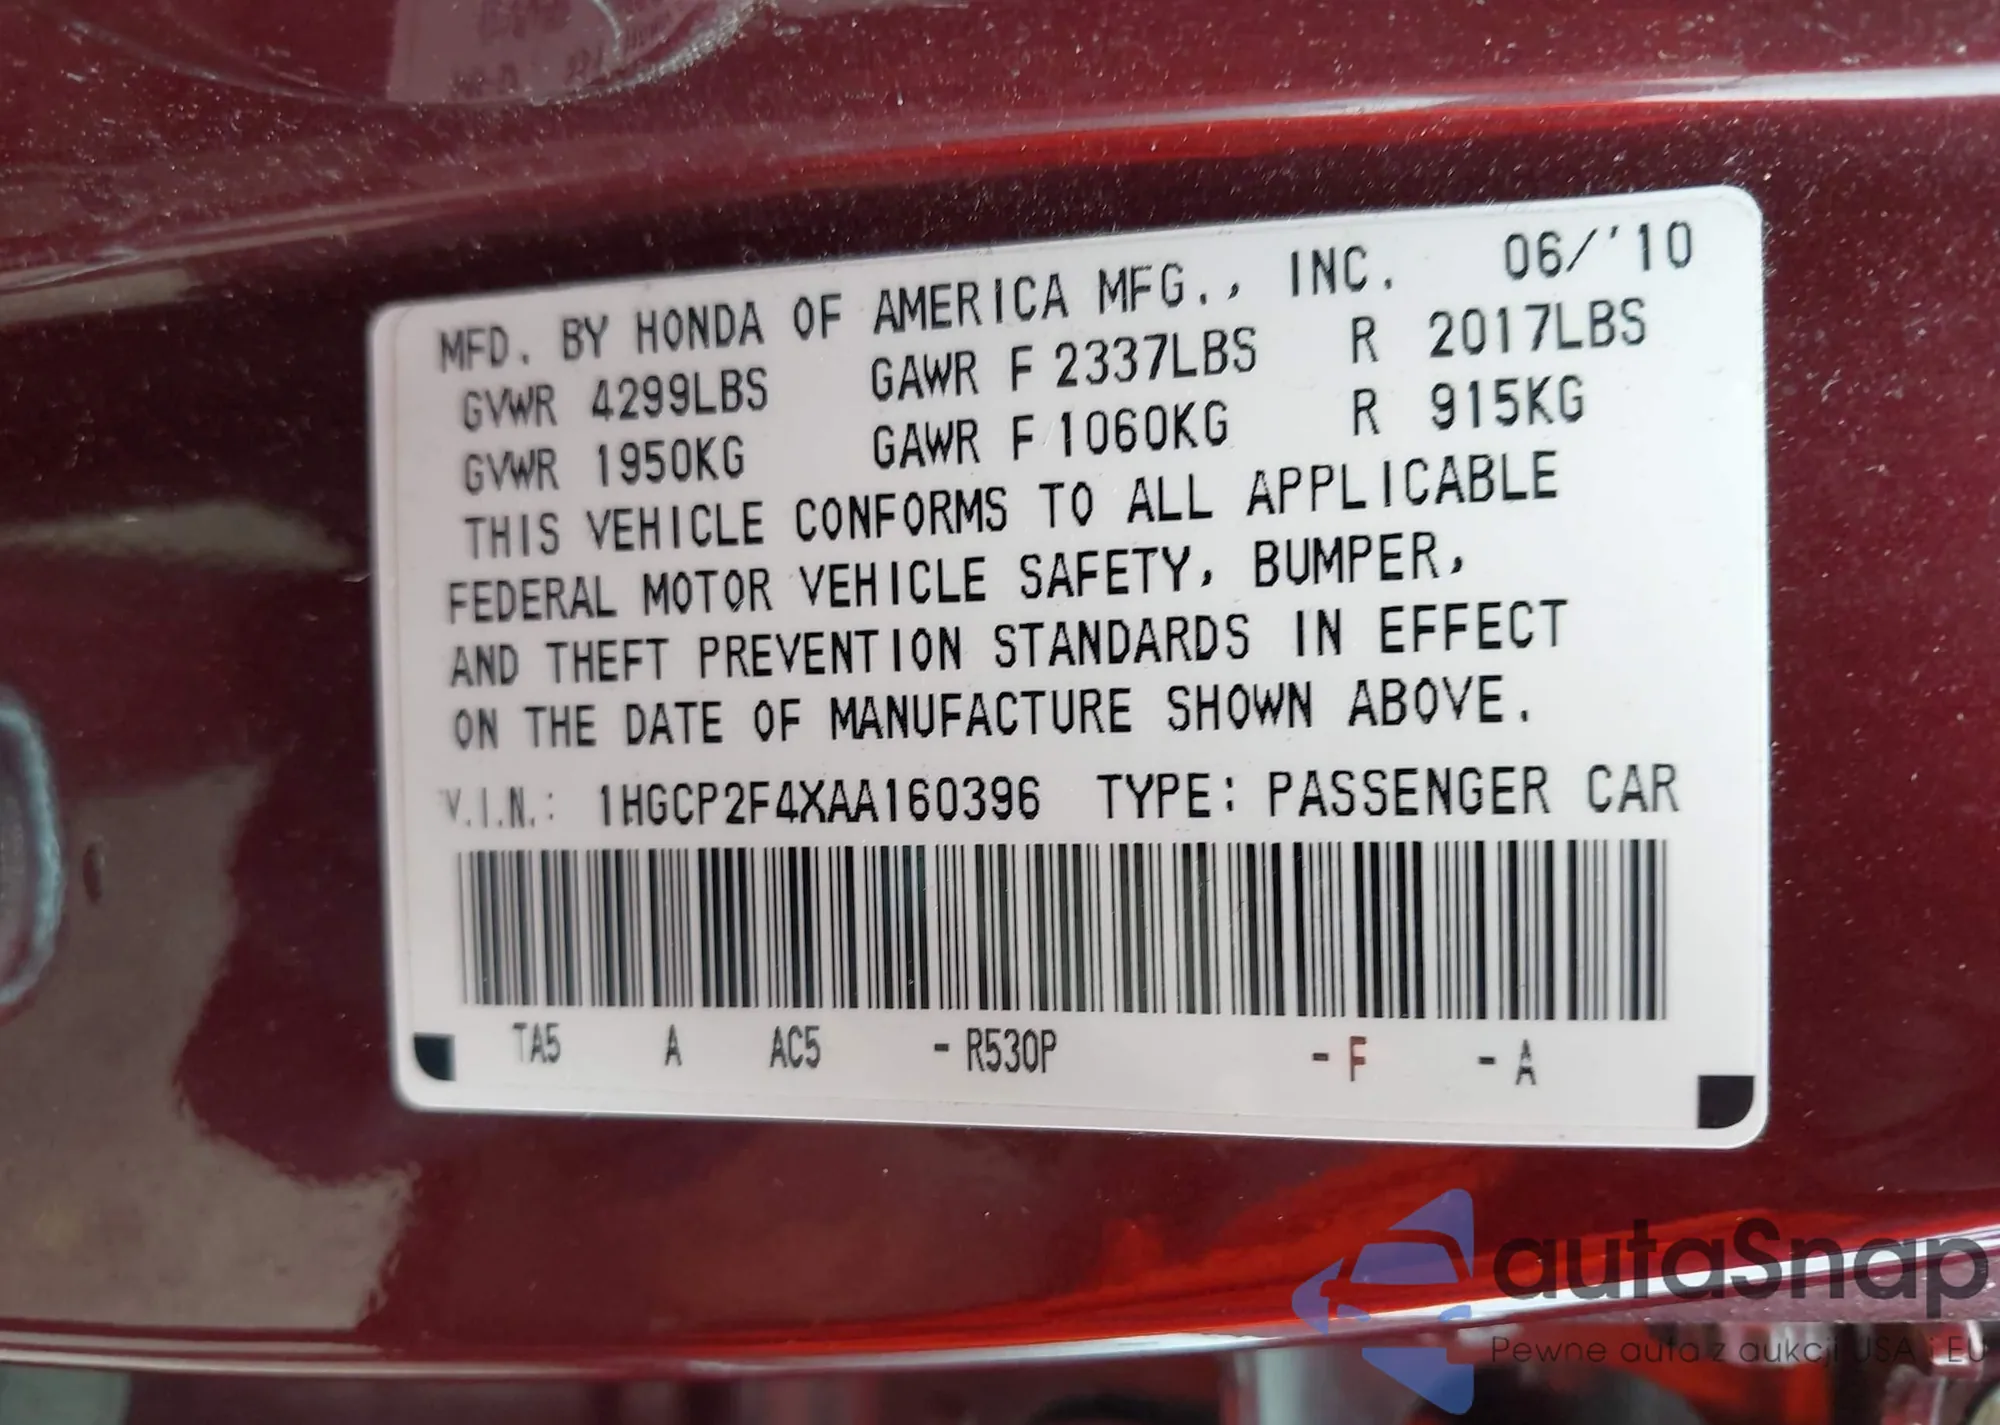 MFD. BY HONDA OF AMERICA MFG., INC. 06/'10
GVWR 4299LBS GAWR F 2337LBS R 2017LBS
GVWR 1950KG GAWR F 1060KG R 915KG
THIS VEHICLE CONFORMS TO ALL APPLICABLE
FEDERAL MOTOR VEHICLE SAFETY, BUMPER,
AND THEFT PREVENTION STANDARDS IN EFFECT
ON THE DATE OF MANUFACTURE SHOWN ABOVE.
V.I.N.: 1HGCP2F4XAA160396 TYPE: PASSENGER CAR
TA5 A AC5 - R530P - F - A
autaSnap
Pewne auta z aukcji USA i EU